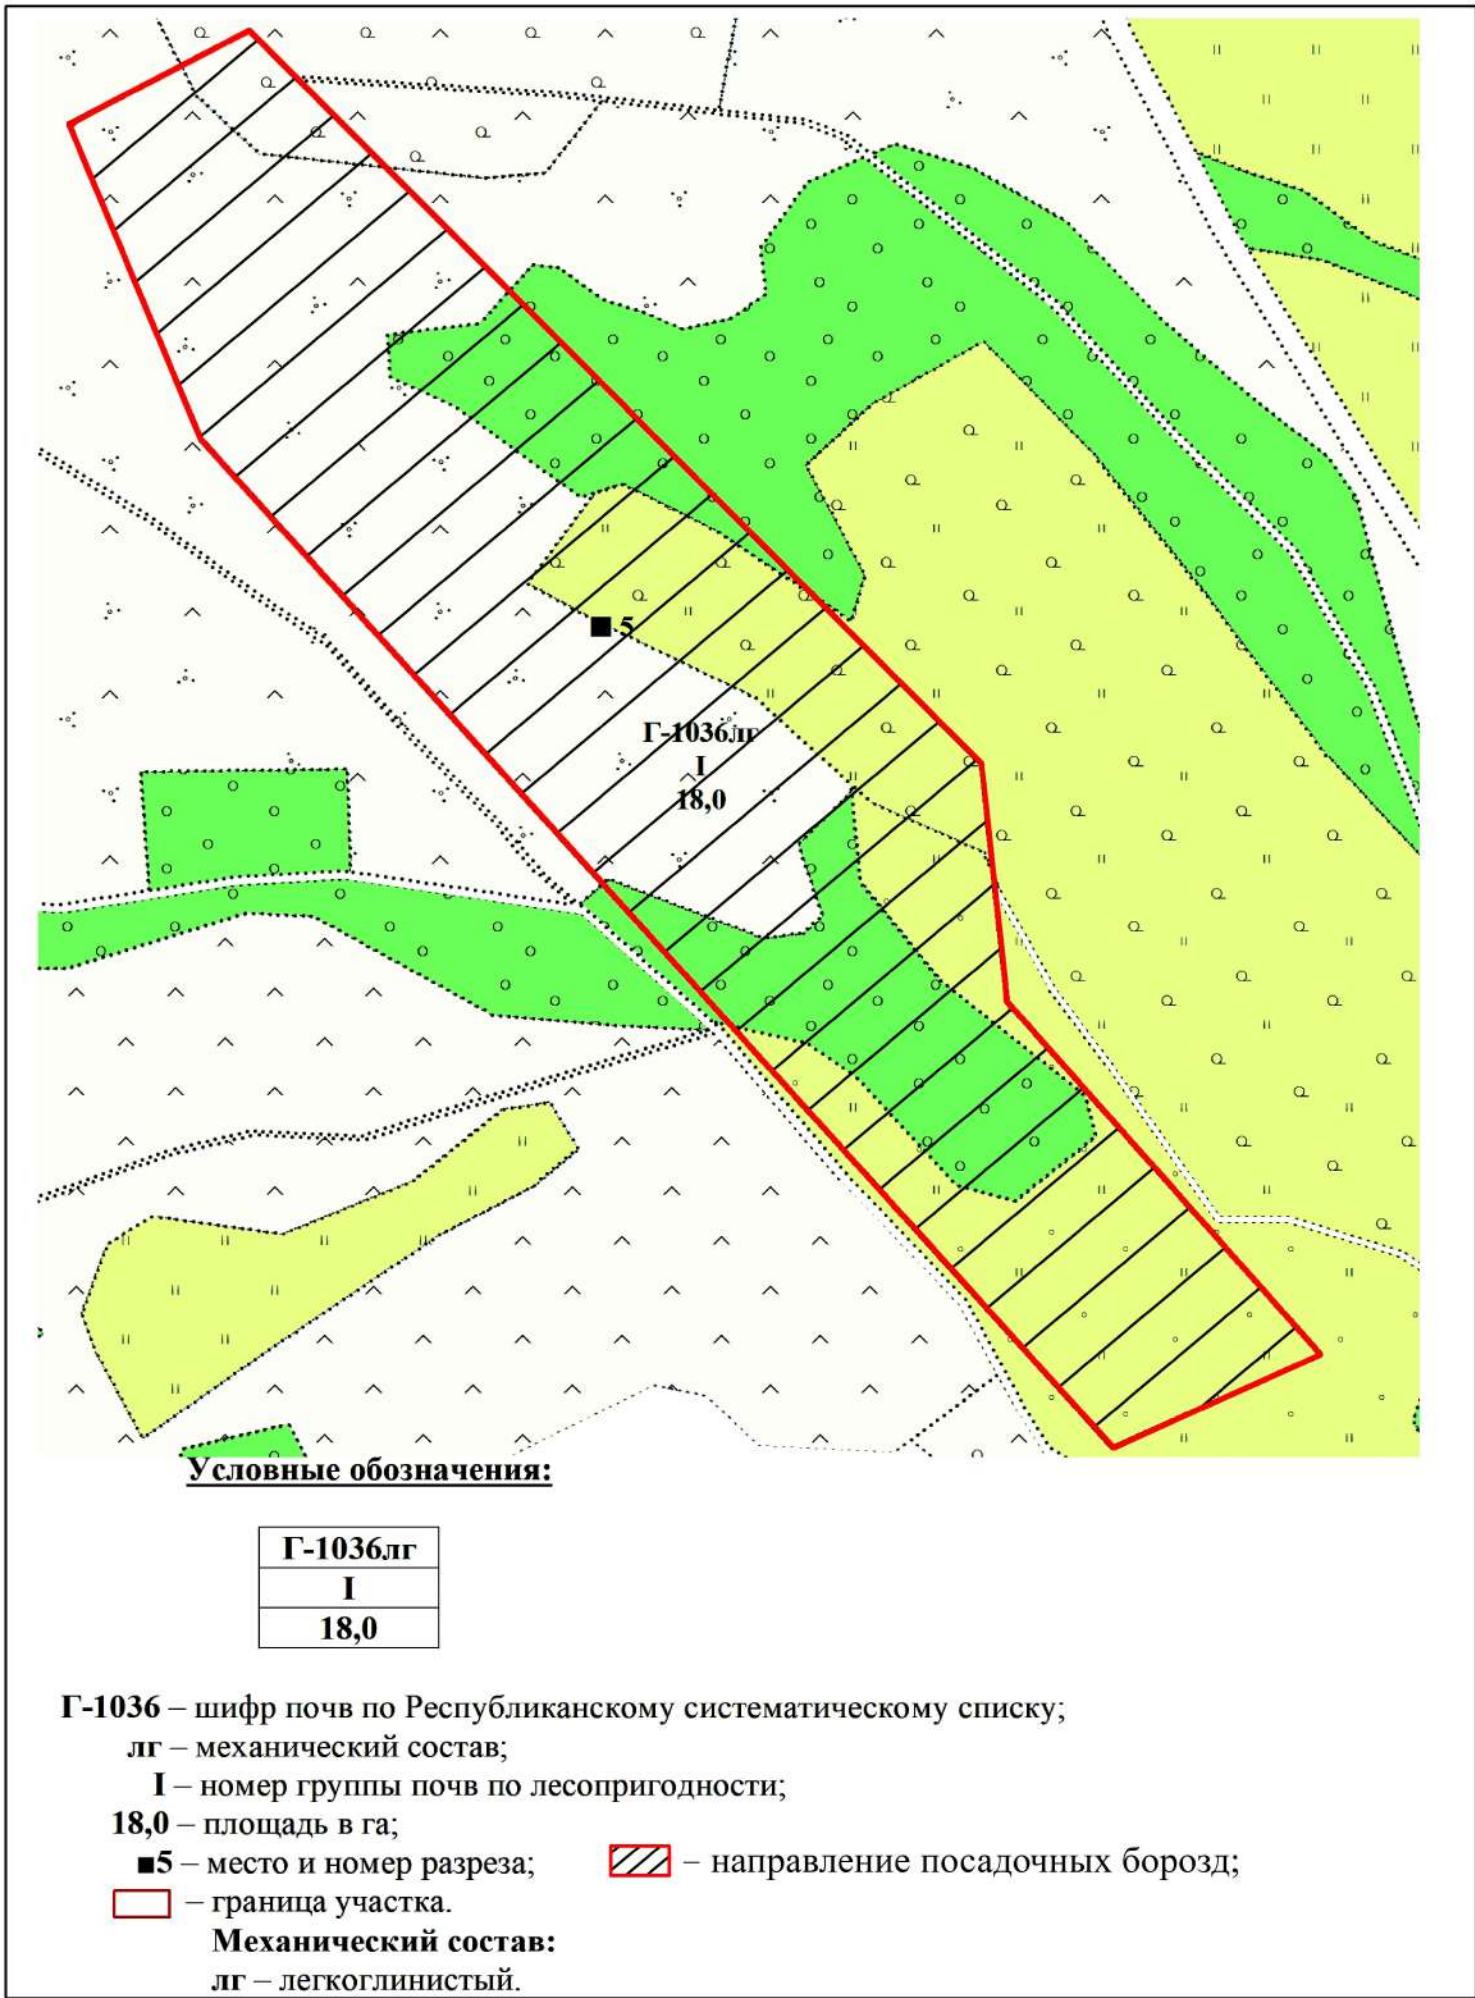 5
Г-1036лг
I
18,0
Условные обозначения:
Г-1036лг
I
18,0
Г-1036 – шифр почв по Республиканскому систематическому списку;
лг – механический состав;
I – номер группы почв по лесопригодности;
18,0 – площадь в га;
■5 – место и номер разреза; – направление посадочных борозд;
– граница участка.
Механический состав:
лг – легкоглинистый.